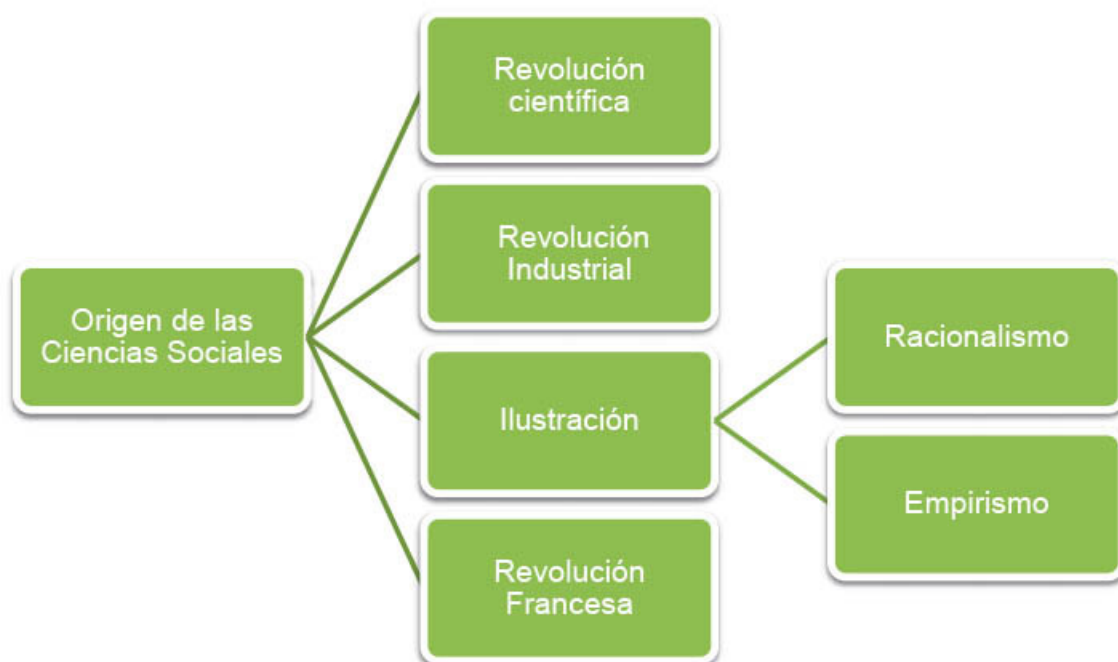 Origen de las
Ciencias Sociales
Revolución
científica
Revolución
Industrial
Ilustración
Revolución
Francesa
Racionalismo
Empirismo